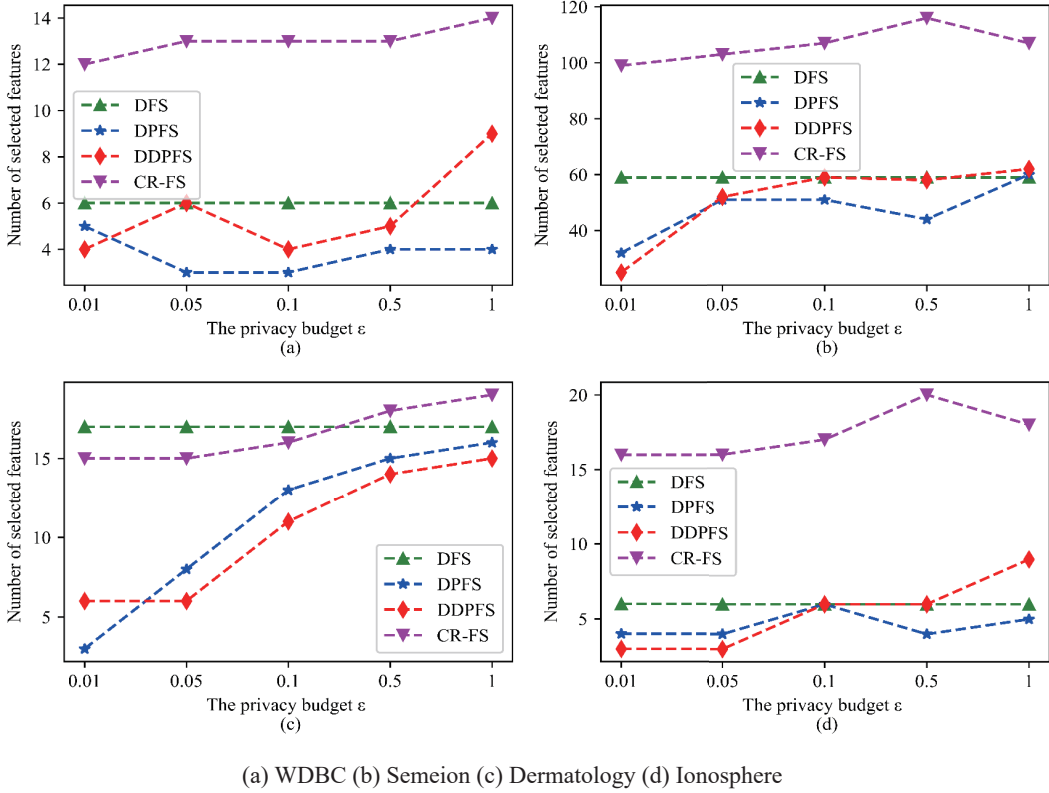 14
12
10
8
6
4
Number of selected features
DFS
DPFS
DDPFS
CR-FS
0.01 0.05 0.1 0.5 1
The privacy budget ε
(a)
120
100
80
60
40
Number of selected features
DFS
DPFS
DDPFS
CR-FS
0.01 0.05 0.1 0.5 1
The privacy budget ε
(b)
15
10
5
Number of selected features
DFS
DPFS
DDPFS
CR-FS
0.01 0.05 0.1 0.5 1
The privacy budget ε
(c)
20
15
10
5
Number of selected features
DFS
DPFS
DDPFS
CR-FS
0.01 0.05 0.1 0.5 1
The privacy budget ε
(d)
(a) WDBC (b) Semeion (c) Dermatology (d) Ionosphere